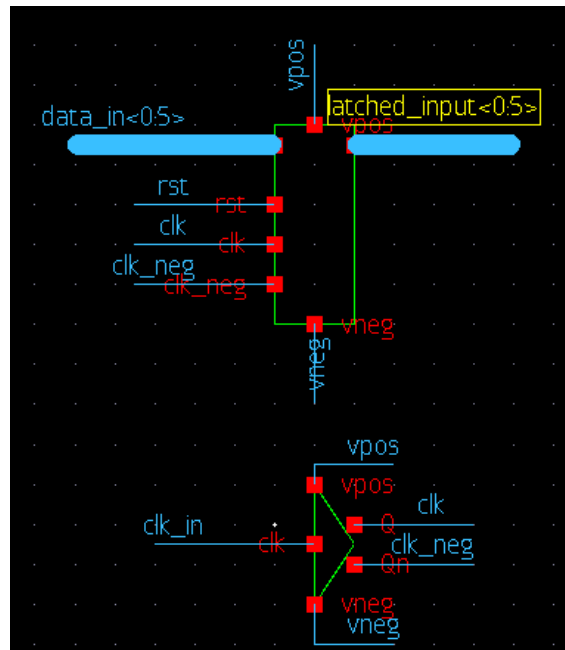 vpos
data_in<0:5>
latched_input<0:5>
vpos
rst
rst
clk
clk
clk_neg
clk_neg
vneg
vneg
vpos
vpos
clk
clk_in
clk
Q
clk_neg
Qn
vneg
vneg